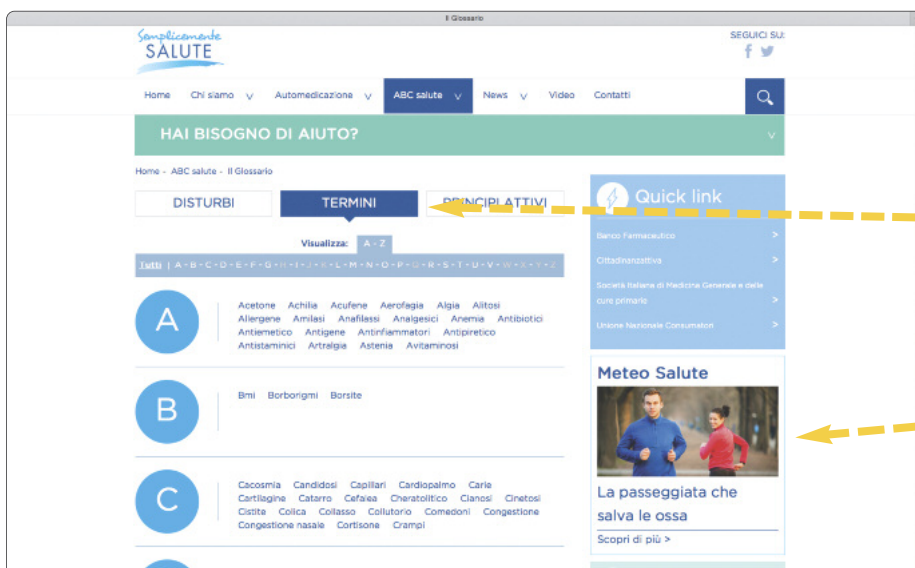 Il Glossario
Semplicemente
SALUTE
SEGUICI SU:
Home Chi siamo Automedicazione ABC salute News Video Contatti
HAI BISOGNO DI AIUTO?
Home - ABC salute - Il Glossario
DISTURBI TERMINI PRINCIPI ATTIVI
Visualizza: A - Z
Tutti | A - B - C - D - E - F - G - H - I - J - K - L - M - N - O - P - Q - R - S - T - U - V - W - X - Y - Z
A
Acetone Achilia Acufene Aerofagia Algia Alitosi
Allergene Amilasi Anafilassi Analgesici Anemia Antibiotici
Antiemetico Antigene Antinfiammatori Antipiretico
Antistaminici Artralgia Astenia Avitaminosi
B
Bmi Borborigmi Borsite
C
Cacosmia Candidosi Capillari Cardiopalmo Carie
Cartilagine Catarro Cefalea Cheratolitico Cianosi Cinetosi
Cistite Colica Collasso Collutorio Comedoni Congestione
Congestione nasale Cortisone Crampi
Quick link
Banco Farmaceutico >
Cittadinanzattiva >
Società Italiana di Medicina Generale e delle
cure primarie >
Unione Nazionale Consumatori >
Meteo Salute
La passeggiata che
salva le ossa
Scopri di più >